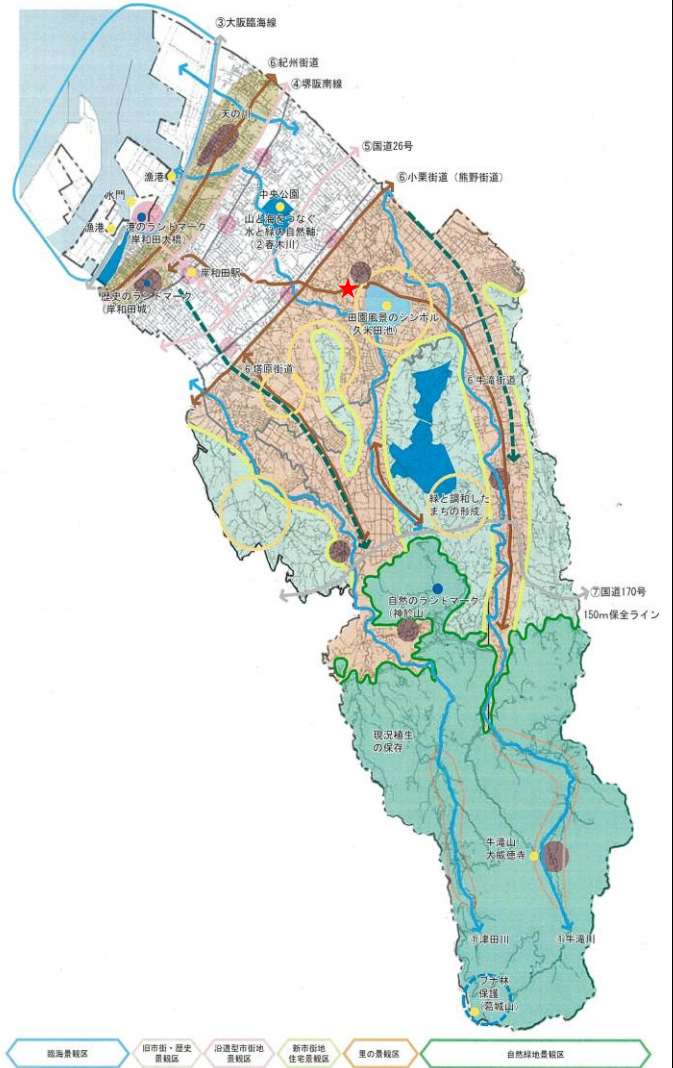 ③大阪臨海線
⑥紀州街道
④堺阪南線
天の川
⑤国道26号
漁港
中央公園
⑥小栗街道（熊野街道）
水門
山と海をつなぐ
水と緑の自然軸
（②春木川）
漁港
港のランドマーク
（岸和田大橋）
岸和田駅
歴史のランドマーク
（岸和田城）
田園風景のシンボル
（久米田池）
⑥塔原街道
⑥牛滝街道
緑と調和した
まちの形成
⑦国道170号
自然のランドマーク
（神於山）
150m保全ライン
現況植生
の保存
牛滝山
大威徳寺
①津田川
①牛滝川
ブナ林
保護
（葛城山）
臨海景観区
旧市街・歴史
景観区
沿道型市街地
景観区
新市街地
住宅景観区
里の景観区
自然緑地景観区